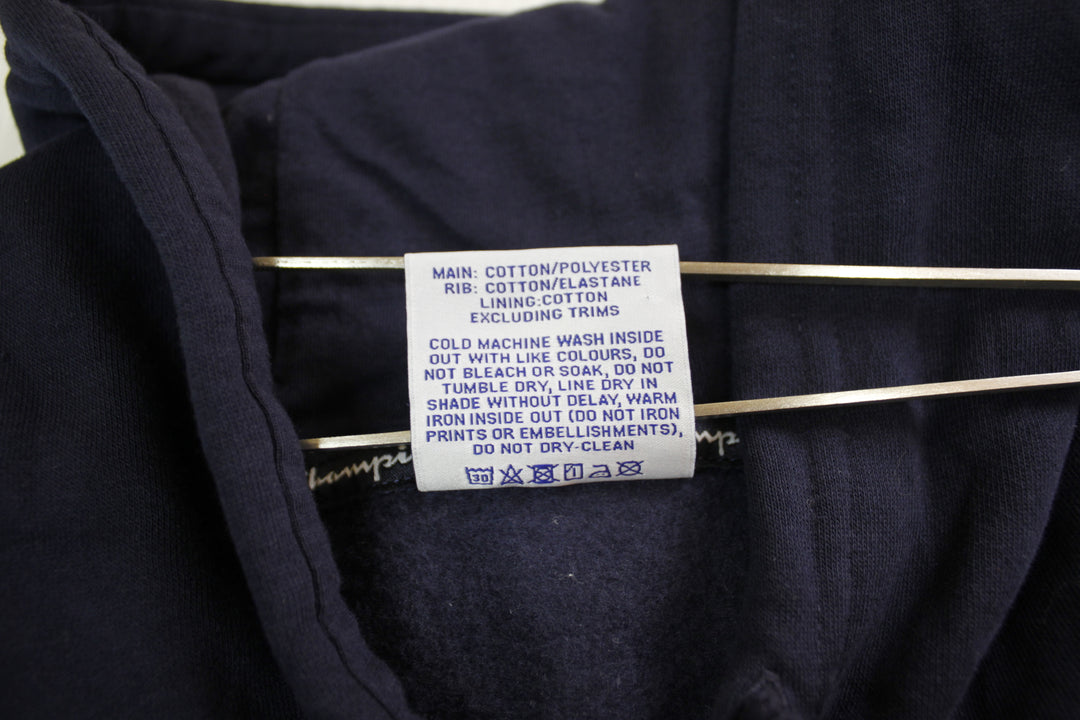 MAIN: COTTON/POLYESTER
RIB: COTTON/ELASTANE
LINING:COTTON
EXCLUDING TRIMS
COLD MACHINE WASH INSIDE
OUT WITH LIKE COLOURS, DO
NOT BLEACH OR SOAK, DO NOT
TUMBLE DRY, LINE DRY IN
SHADE WITHOUT DELAY, WARM
IRON INSIDE OUT (DO NOT IRON
PRINTS OR EMBELLISHMENTS),
DO NOT DRY-CLEAN
30
hampi mp